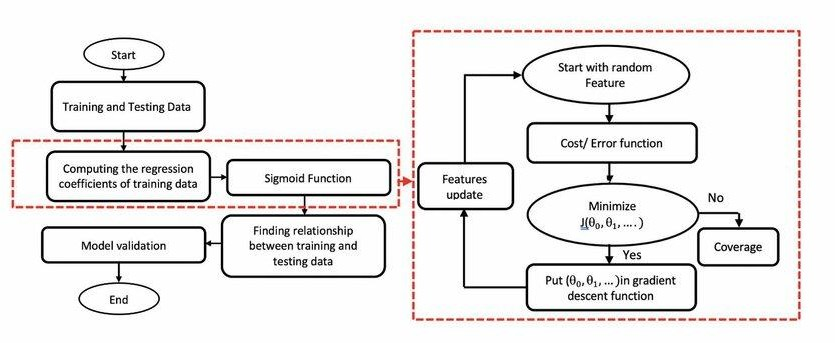 Start
Training and Testing Data
Computing the regression
coefficients of training data
Sigmoid Function
Finding relationship
between training and
testing data
Model validation
End
Start with random
Feature
Cost/ Error function
Features
update
Minimize
J(θ₀, θ₁, .... )
No
Coverage
Yes
Put (θ₀, θ₁, ... )in gradient
descent function